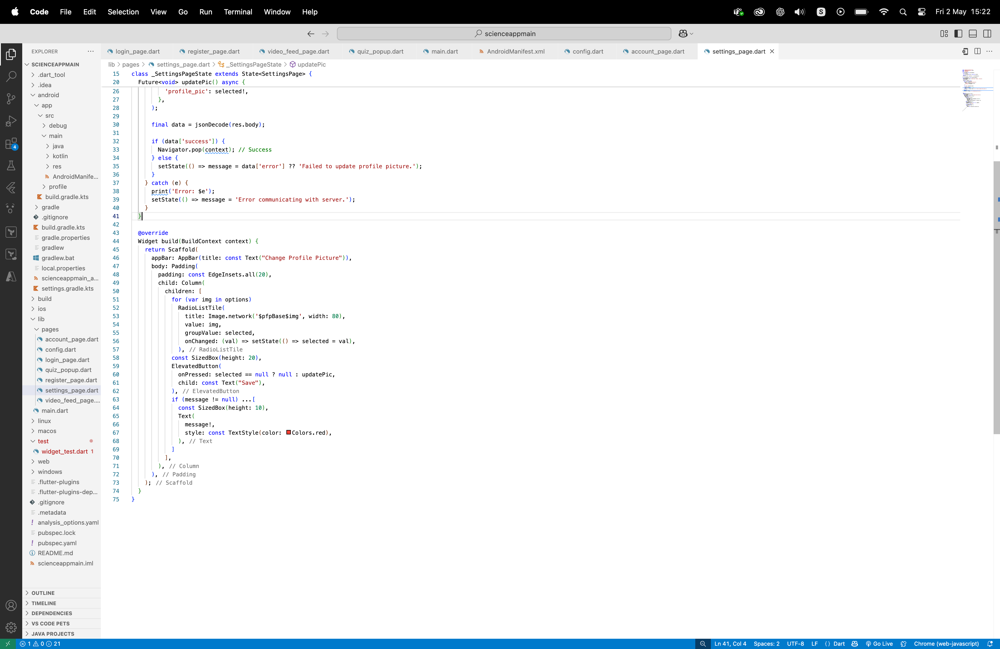 Code File Edit Selection View Go Run Terminal Window Help
S Fri 2 May 15:22
scienceappmain
EXPLORER
login_page.dart register_page.dart video_feed_page.dart quiz_popup.dart main.dart AndroidManifest.xml config.dart account_page.dart settings_page.dart
lib > pages > settings_page.dart > _SettingsPageState > updatePic
4
SCIENCEAPPMAIN
.dart_tool
.idea
android
app
src
debug
main
java
kotlin
res
AndroidManife...
profile
build.gradle.kts
gradle
.gitignore
build.gradle.kts
gradle.properties
gradlew
gradlew.bat
local.properties
scienceappmain_a...
settings.gradle.kts
build
ios
lib
pages
account_page.dart
config.dart
login_page.dart
quiz_popup.dart
register_page.dart
settings_page.dart
video_feed_page....
main.dart
linux
macos
test
widget_test.dart 1
web
windows
.flutter-plugins
.flutter-plugins-dep...
.gitignore
.metadata
analysis_options.yaml
pubspec.lock
pubspec.yaml
README.md
scienceappmain.iml
OUTLINE
TIMELINE
DEPENDENCIES
VS CODE PETS
JAVA PROJECTS
15 class _SettingsPageState extends State<SettingsPage> {
20 Future<void> updatePic() async {
26 'profile_pic': selected!,
27 },
28 );
29
30 final data = jsonDecode(res.body);
31
32 if (data['success']) {
33 Navigator.pop(context); // Success
34 } else {
35 setState(() => message = data['error'] ?? 'Failed to update profile picture.');
36 }
37 } catch (e) {
38 print('Error: $e');
39 setState(() => message = 'Error communicating with server.');
40 }
41 }
42
43 @override
44 Widget build(BuildContext context) {
45 return Scaffold(
46 appBar: AppBar(title: const Text("Change Profile Picture")),
47 body: Padding(
48 padding: const EdgeInsets.all(20),
49 child: Column(
50 children: [
51 for (var img in options)
52 RadioListTile(
53 title: Image.network('$pfpBase$img', width: 80),
54 value: img,
55 groupValue: selected,
56 onChanged: (val) => setState(() => selected = val),
57 ), // RadioListTile
58 const SizedBox(height: 20),
59 ElevatedButton(
60 onPressed: selected == null ? null : updatePic,
61 child: const Text("Save"),
62 ), // ElevatedButton
63 if (message != null) ...[
64 const SizedBox(height: 10),
65 Text(
66 message!,
67 style: const TextStyle(color: Colors.red),
68 ), // Text
69 ]
70 ],
71 ), // Column
72 ), // Padding
73 ); // Scaffold
74 }
75 }
1 0 21
Ln 41, Col 4 Spaces: 2 UTF-8 LF {} Dart Go Live Chrome (web-javascript)